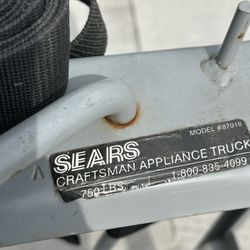 MODEL #87018
SEARS
CRAFTSMAN APPLIANCE TRUCK
750 LBS. 1-800-835-4099